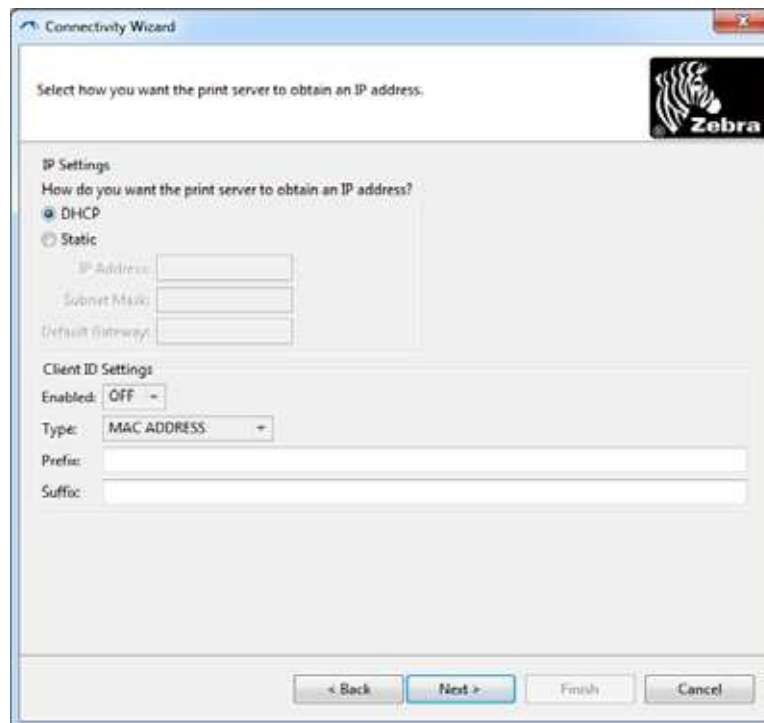 Connectivity Wizard
Select how you want the print server to obtain an IP address.
Zebra
IP Settings
How do you want the print server to obtain an IP address?
DHCP
Static
IP Address:
Subnet Mask:
Default Gateway:
Client ID Settings
Enabled: OFF
Type: MAC ADDRESS
Prefix:
Suffix:
< Back Next > Finish Cancel